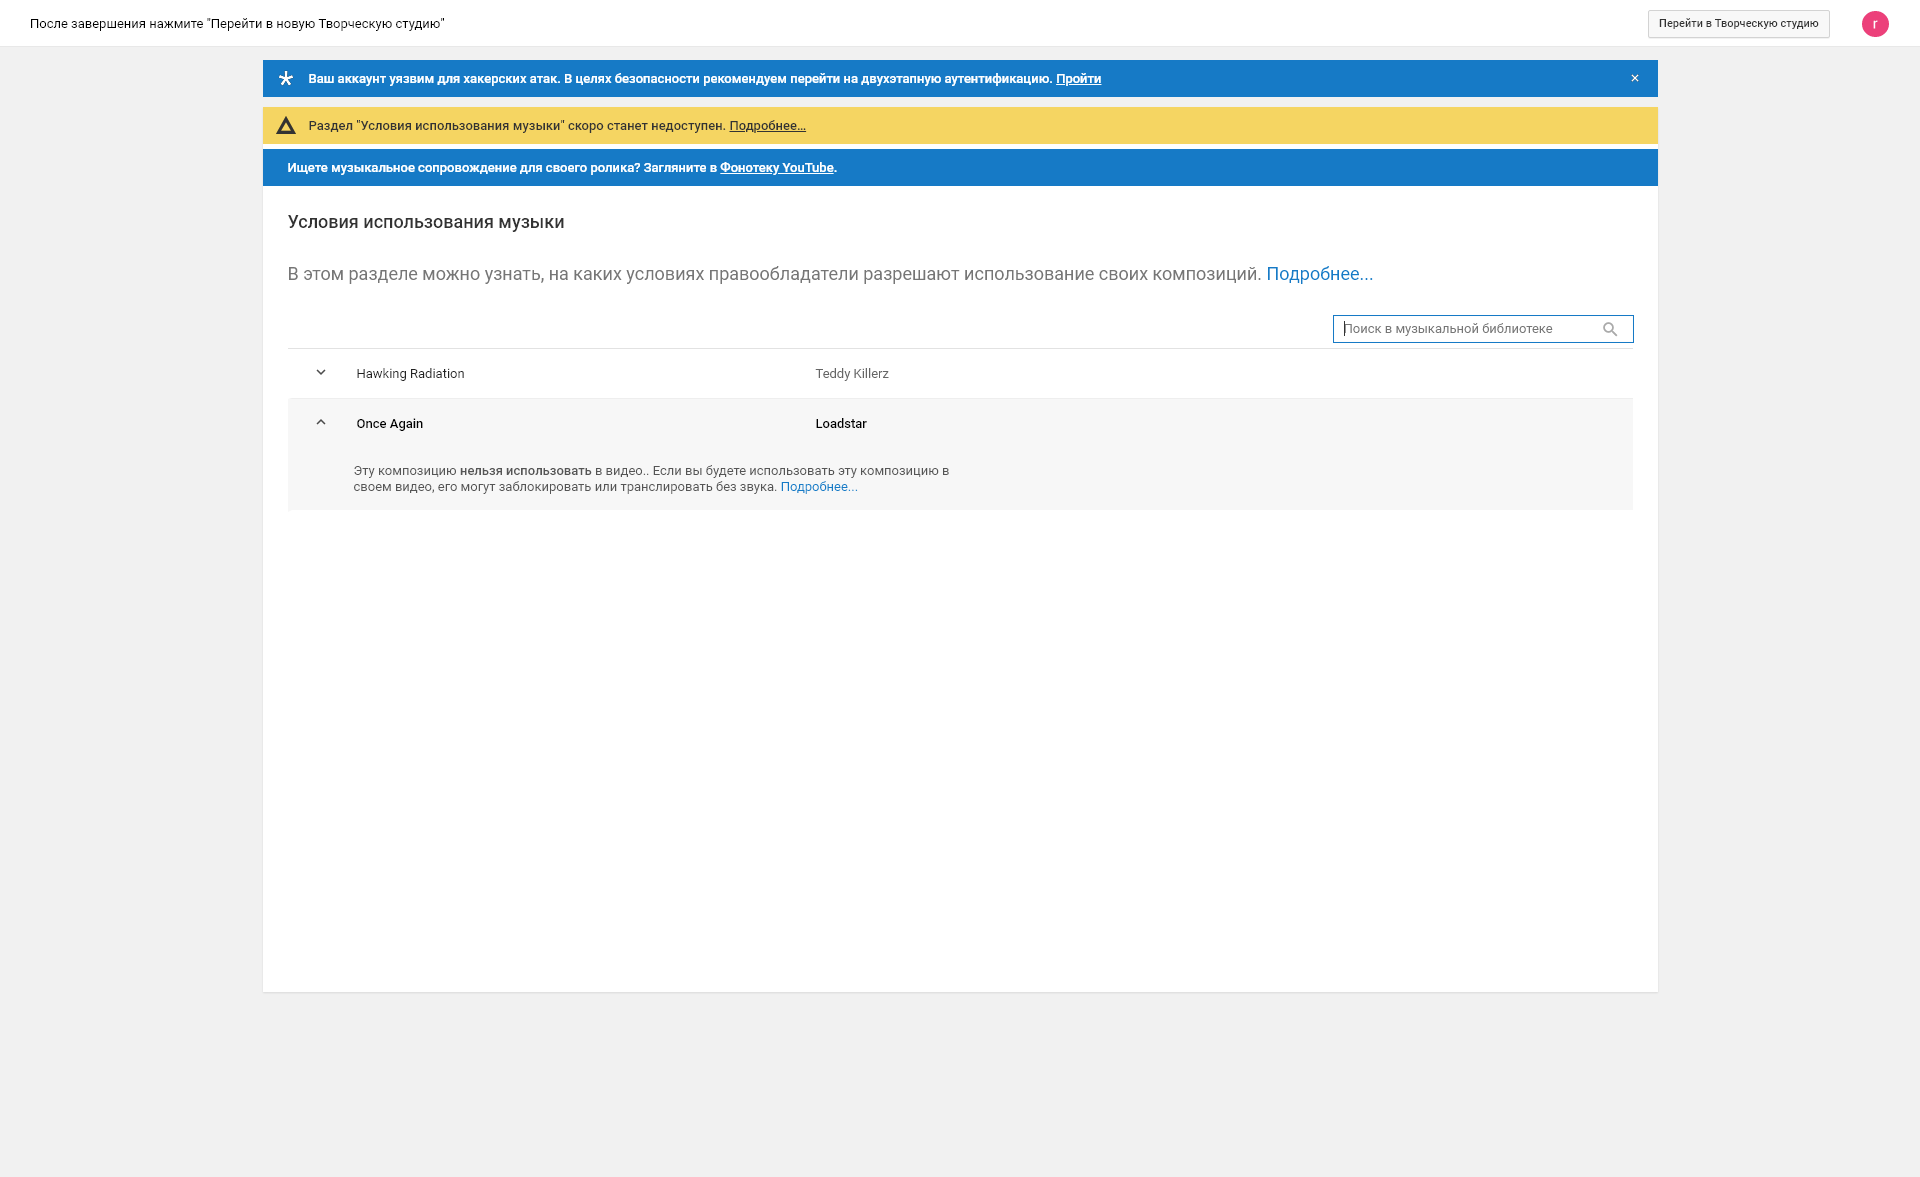 После завершения нажмите "Перейти в новую Творческую студию"
Перейти в Творческую студию
r
Ваш аккаунт уязвим для хакерских атак. В целях безопасности рекомендуем перейти на двухэтапную аутентификацию. Пройти
×
Раздел "Условия использования музыки" скоро станет недоступен. Подробнее...
Ищете музыкальное сопровождение для своего ролика? Загляните в Фонотеку YouTube.
Условия использования музыки
В этом разделе можно узнать, на каких условиях правообладатели разрешают использование своих композиций. Подробнее...
Поиск в музыкальной библиотеке
Hawking Radiation Teddy Killerz
Once Again Loadstar
Эту композицию нельзя использовать в видео.. Если вы будете использовать эту композицию в
своем видео, его могут заблокировать или транслировать без звука. Подробнее...